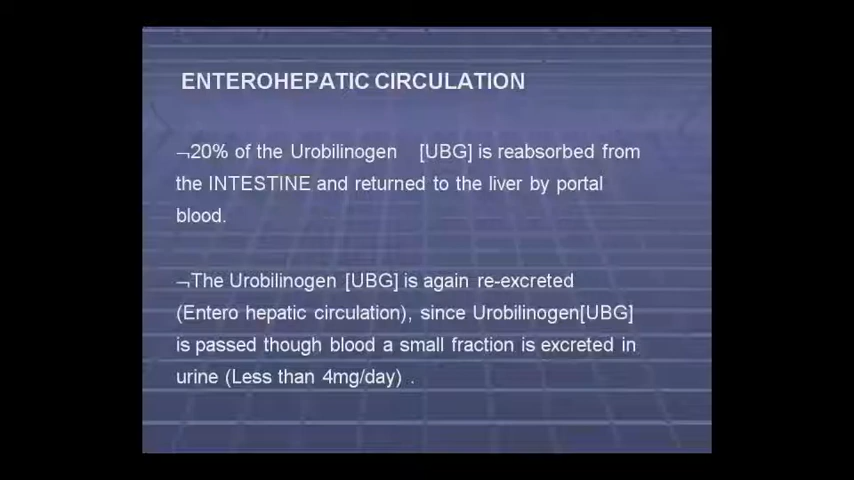 ENTEROHEPATIC CIRCULATION
¬20% of the Urobilinogen [UBG] is reabsorbed from
the INTESTINE and returned to the liver by portal
blood.
¬The Urobilinogen [UBG] is again re-excreted
(Entero hepatic circulation), since Urobilinogen[UBG]
is passed though blood a small fraction is excreted in
urine (Less than 4mg/day) .